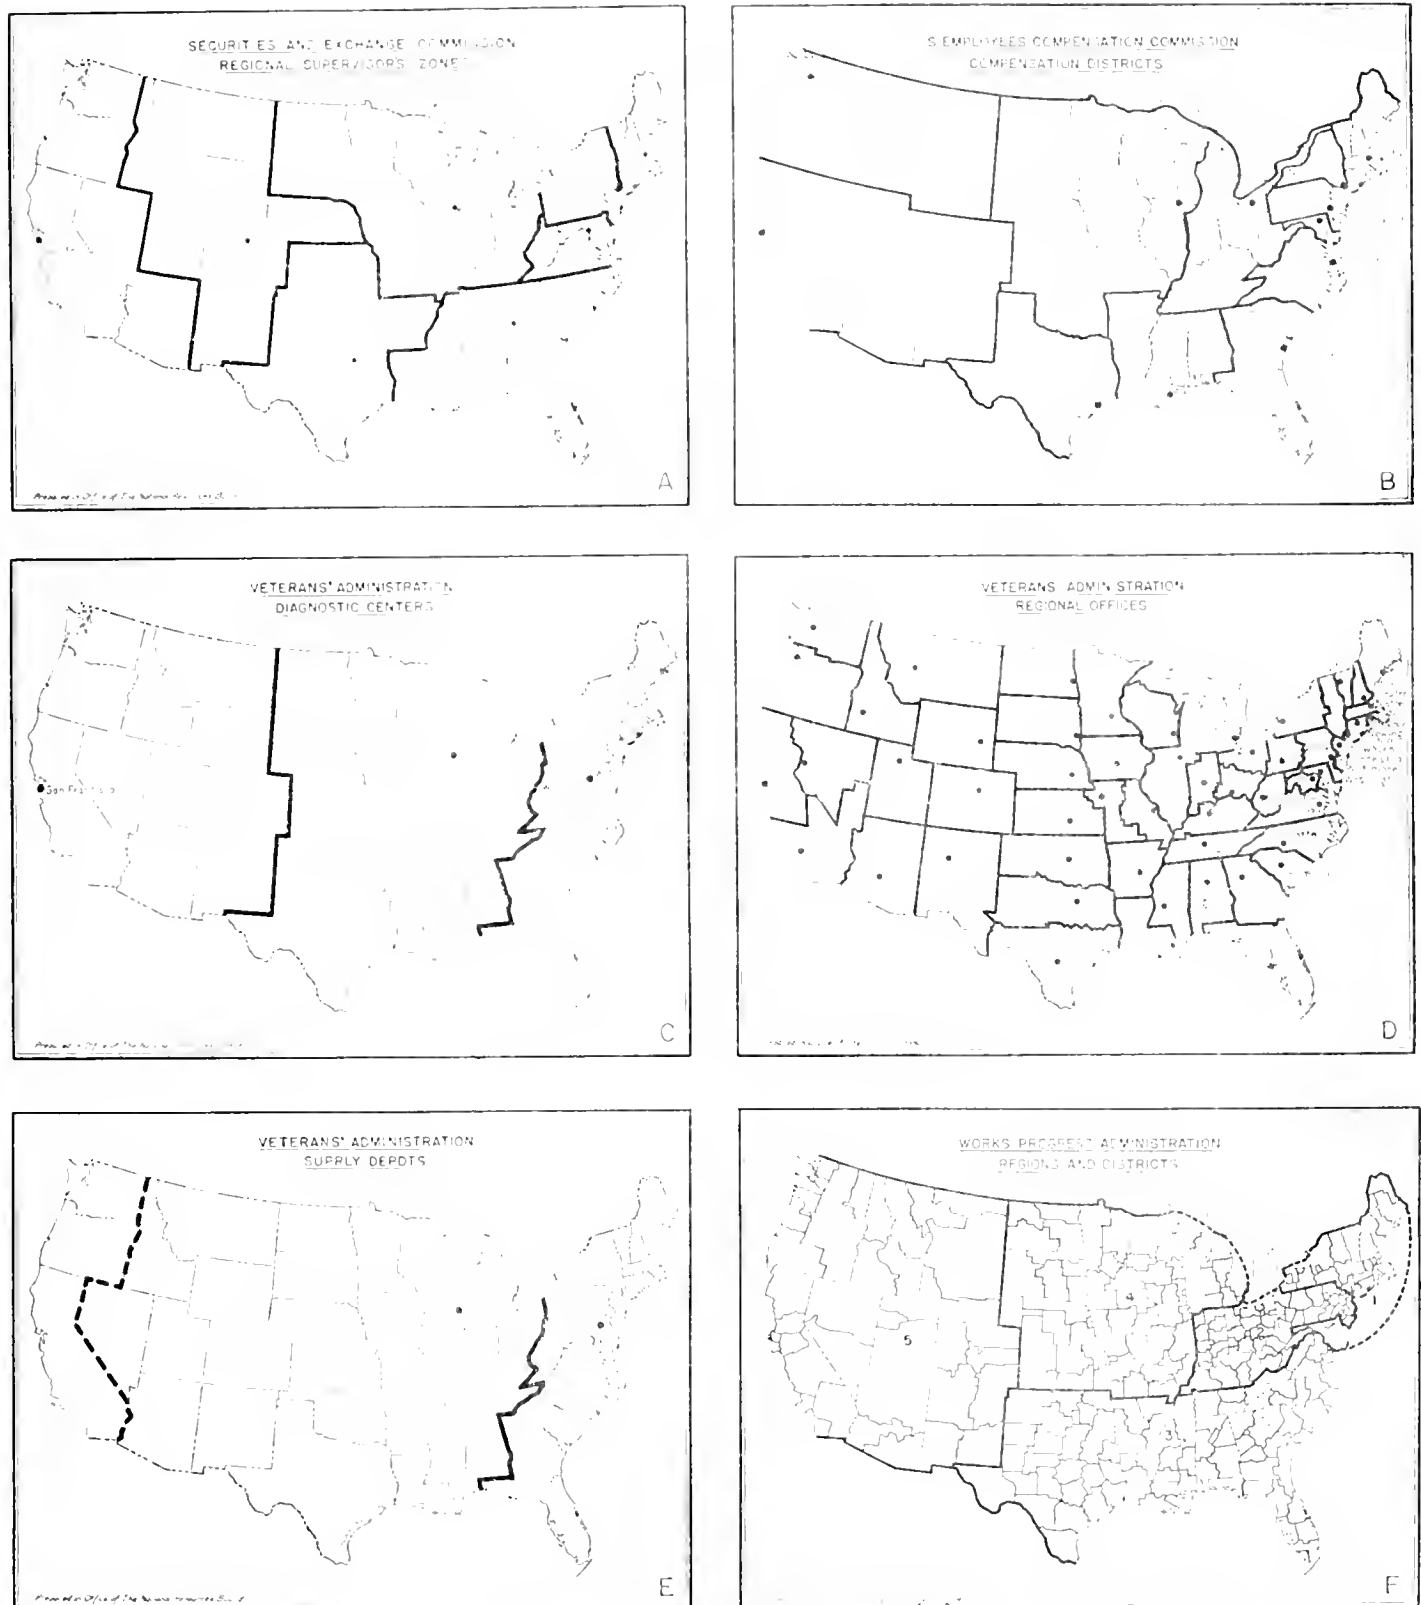 SECURITIES AND EXCHANGE COMMISSION
REGIONAL SUPERVISORS ZONE
A
S EMPLOYEES COMPENSATION COMMISSION
COMPENSATION DISTRICTS
B
VETERANS' ADMINISTRATION
DIAGNOSTIC CENTERS
San Francisco
C
VETERANS ADMINISTRATION
REGIONAL OFFICES
D
VETERANS' ADMINISTRATION
SUPPLY DEPOTS
E
WORKS PROGRESS ADMINISTRATION
REGIONS AND DISTRICTS
1
4
5
3
F